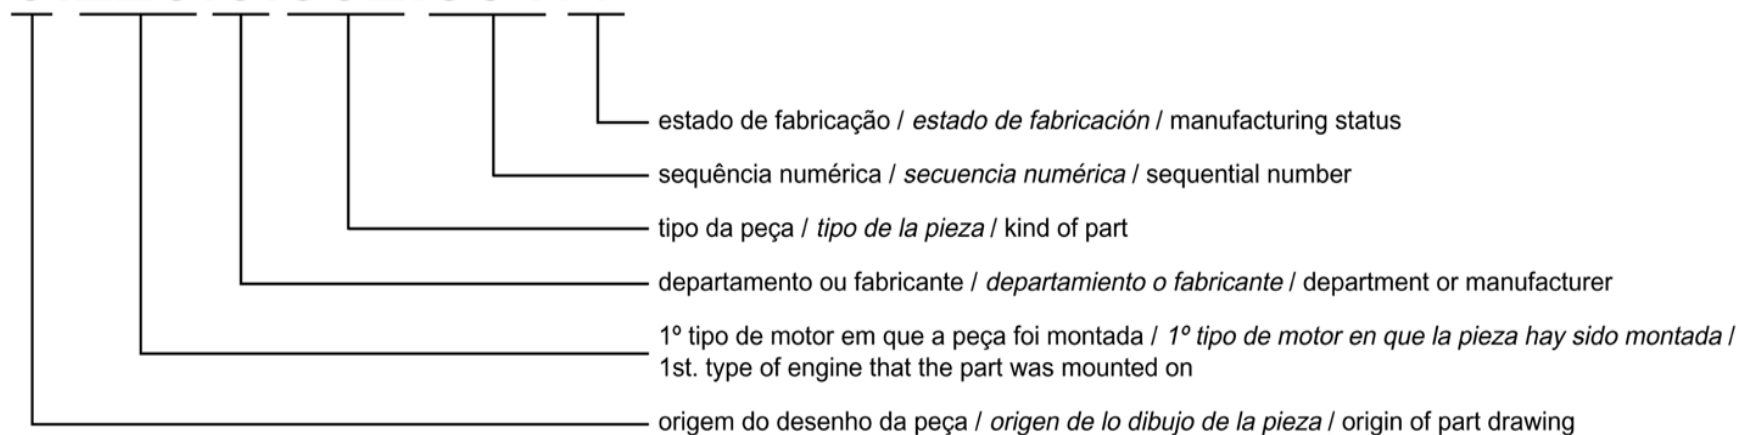 estado de fabricação / estado de fabricación / manufacturing status
sequência numérica / secuencia numérica / sequential number
tipo da peça / tipo de la pieza / kind of part
departamento ou fabricante / departamiento o fabricante / department or manufacturer
1º tipo de motor em que a peça foi montada / 1º tipo de motor en que la pieza hay sido montada /
1st. type of engine that the part was mounted on
origem do desenho da peça / origen de lo dibujo de la pieza / origin of part drawing